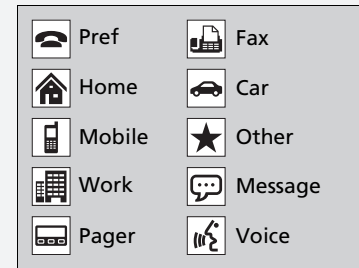 Pref
Fax
Home
Car
Mobile
Other
Work
Message
Pager
Voice